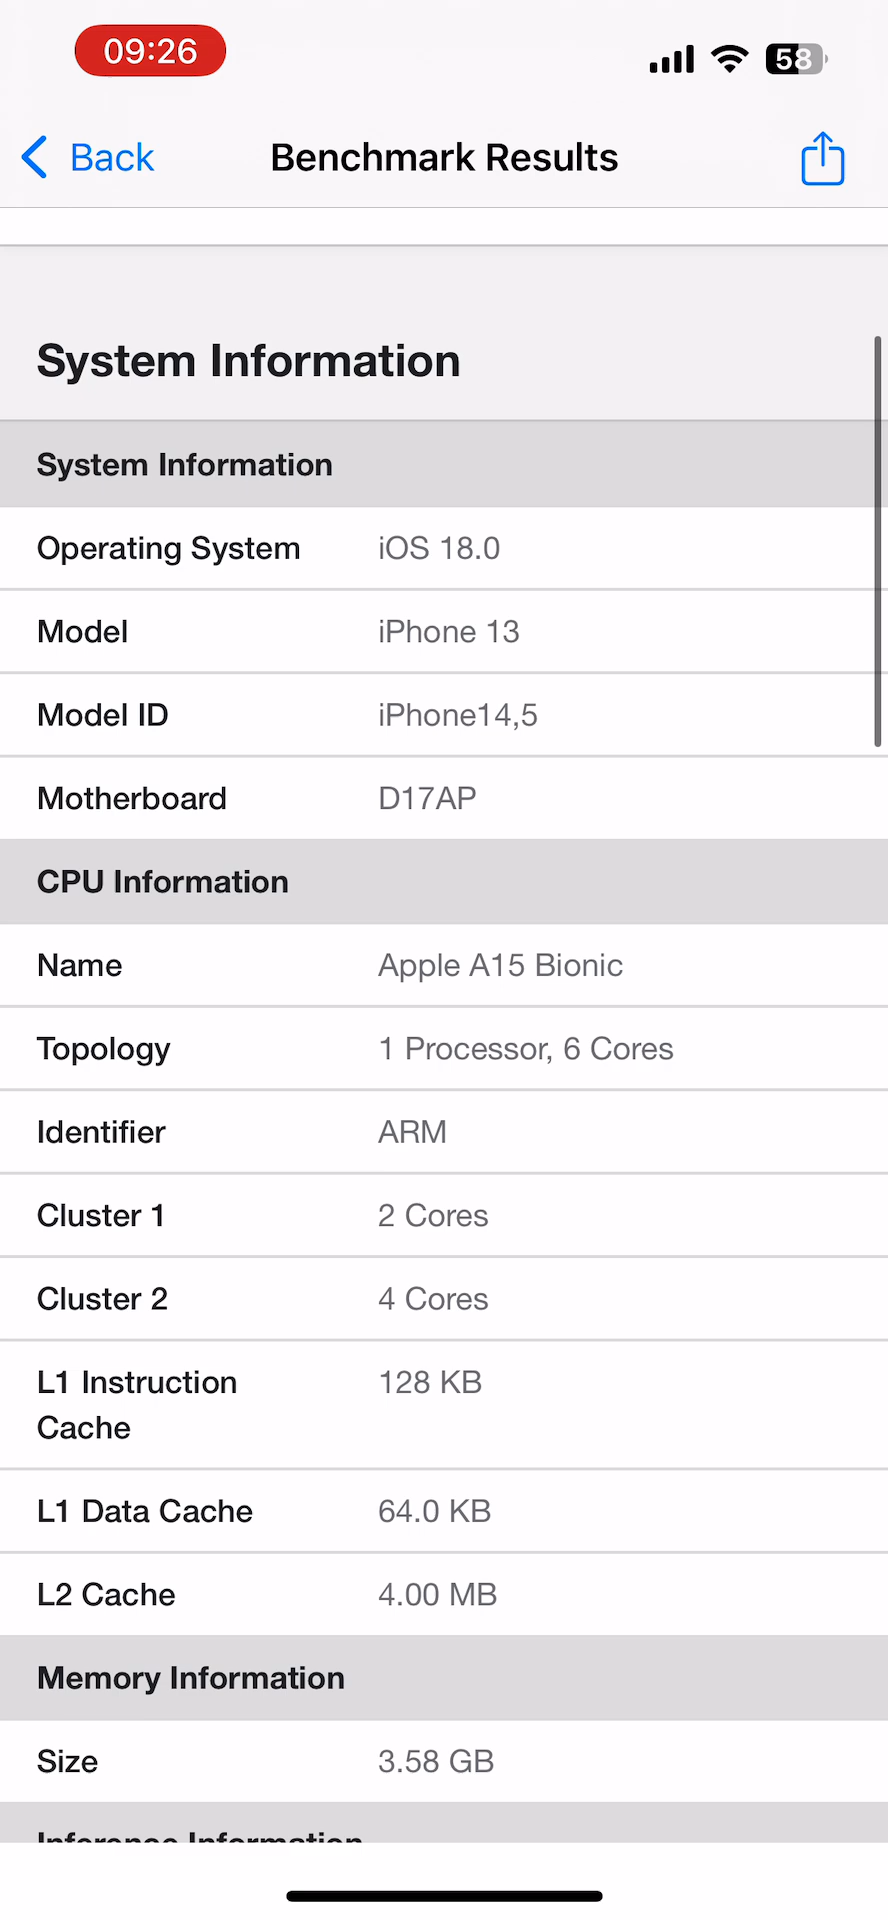 09:26
58
Back
Benchmark Results
System Information
System Information
Operating System iOS 18.0
Model iPhone 13
Model ID iPhone14,5
Motherboard D17AP
CPU Information
Name Apple A15 Bionic
Topology 1 Processor, 6 Cores
Identifier ARM
Cluster 1 2 Cores
Cluster 2 4 Cores
L1 Instruction 128 KB
Cache
L1 Data Cache 64.0 KB
L2 Cache 4.00 MB
Memory Information
Size 3.58 GB
Inference Information